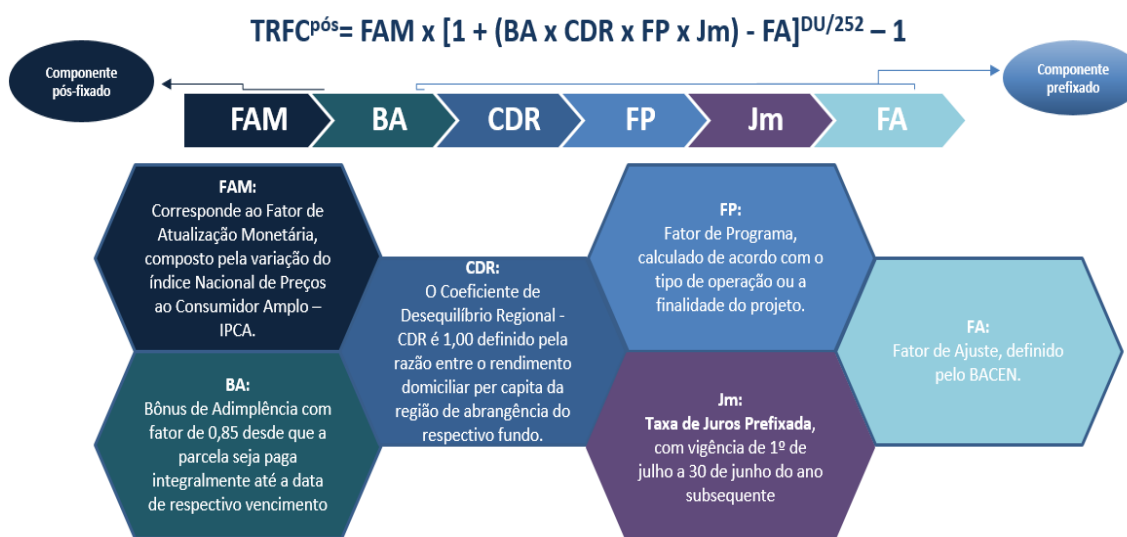 TRFCpós= FAM x [1 + (BA x CDR x FP x Jm) - FA]DU/252 – 1
Componente
pós-fixado
Componente
prefixado
FAM
BA
CDR
FP
Jm
FA
FAM:
Corresponde ao Fator de
Atualização Monetária,
composto pela variação do
índice Nacional de Preços
ao Consumidor Amplo –
IPCA.
BA:
Bônus de Adimplência com
fator de 0,85 desde que a
parcela seja paga
integralmente até a data
de respectivo vencimento
CDR:
O Coeficiente de
Desequilíbrio Regional -
CDR é 1,00 definido pela
razão entre o rendimento
domiciliar per capita da
região de abrangência do
respectivo fundo.
FP:
Fator de Programa,
calculado de acordo com o
tipo de operação ou a
finalidade do projeto.
Jm:
Taxa de Juros Prefixada,
com vigência de 1º de
julho a 30 de junho do ano
subsequente
FA:
Fator de Ajuste, definido
pelo BACEN.